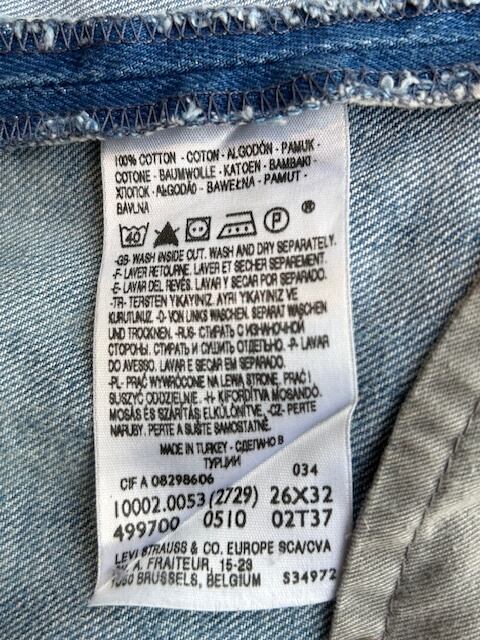 100% COTTON - COTON - ALGODÓN - PAMUK -
COTONE - BAUMWOLLE - KATOEN - BAMBAKI -
ХЛОПОК - ALGODÃO - BAWEŁNA - PAMUT -
BAVLNA
40 P ®
-GB- WASH INSIDE OUT. WASH AND DRY SEPARATELY.
-F- LAVER RETOURNE. LAVER ET SECHER SEPAREMENT.
-E- LAVAR DEL REVÉS. LAVAR Y SECAR POR SEPARADO.
-TR- TERSTEN YIKAYINIZ. AYRI YIKAYINIZ VE
KURUTUNUZ. -D- VON LINKS WASCHEN. SEPARAT WASCHEN
UND TROCKNEN. -RUS- СТИРАТЬ С ИЗНАНОЧНОЙ
СТОРОНЫ. СТИРАТЬ И СУШИТЬ ОТДЕЛЬНО. -P- LAVAR
DO AVESSO. LAVAR E SECAR EM SEPARADO.
-PL- PRAĆ WYWRÓCONE NA LEWĄ STRONĘ. PRAĆ I
SUSZYĆ ODDZIELNIE. -H- KIFORDÍTVA MOSANDÓ.
MOSÁS ÉS SZÁRÍTÁS ELKÜLÖNÍTVE. -CZ- PERTE
NARUBY. PERTE A SUŠTE SAMOSTATNĚ.
MADE IN TURKEY - СДЕЛАНО В
ТУРЦИИ
CIF A 08298606 034
10002.0053 (2729) 26X32
499700 0510 02T37
LEVI STRAUSS & CO. EUROPE SCA/CVA
A. FRAITEUR, 15-23
1050 BRUSSELS, BELGIUM S34972